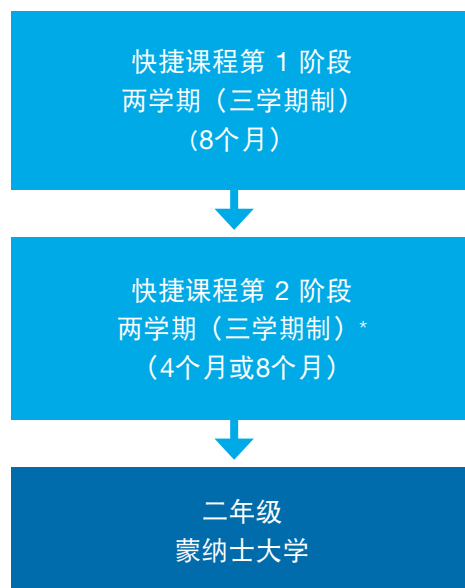 快捷课程第 1 阶段
两学期（三学期制）
(8个月）
快捷课程第 2 阶段
两学期（三学期制）*
（4个月或8个月）
二年级
蒙纳士大学